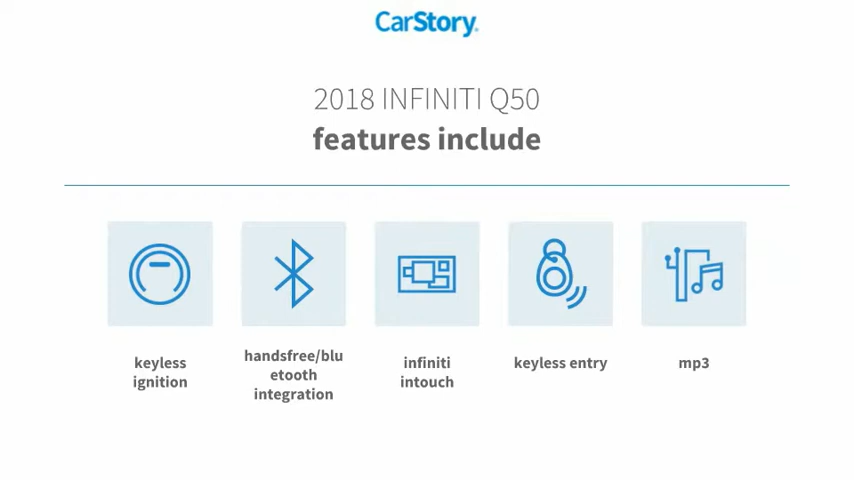 CarStory.
2018 INFINITI Q50
features include
keyless
ignition
handsfree/blu
etooth
integration
infiniti
intouch
keyless entry
mp3